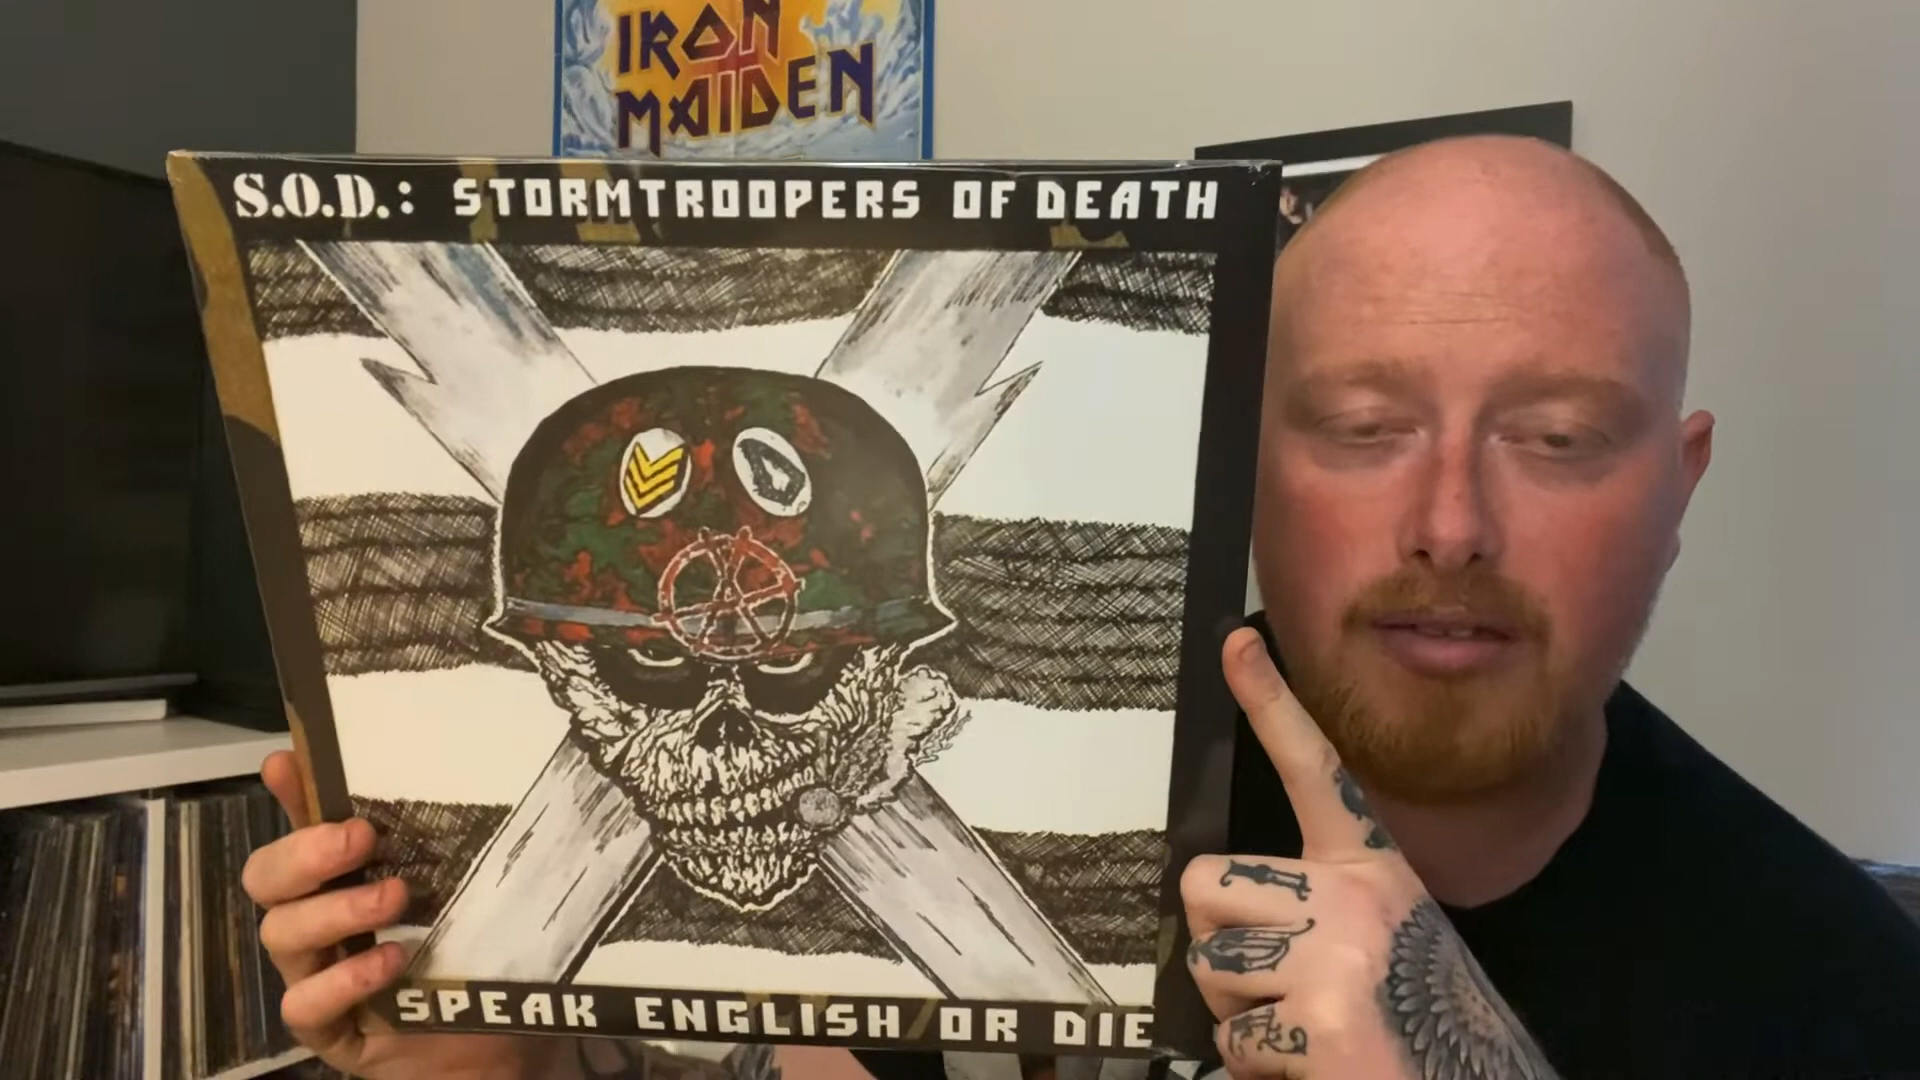 IRON
MAIDEN
S.O.D.: STORMTROOPERS OF DEATH
SPEAK ENGLISH OR DIE